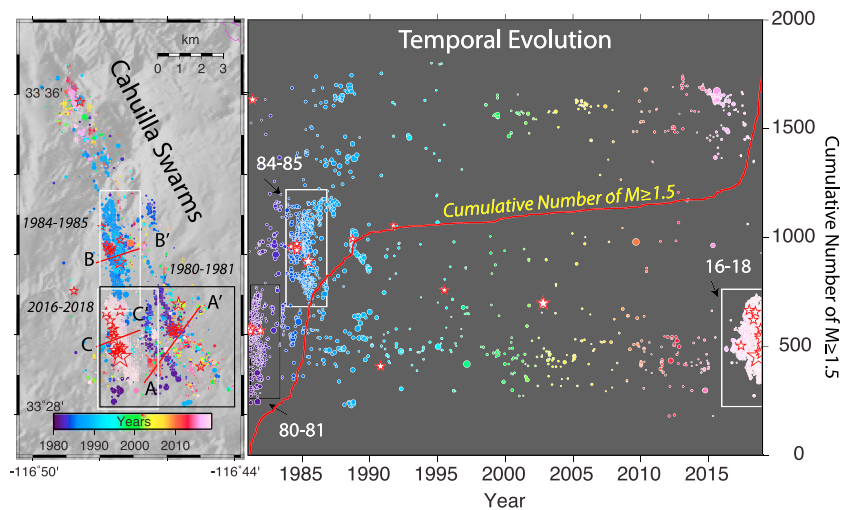 km
0 1 2 3
33˚36'
Cahuilla Swarms
1984-1985
B
B'
1980-1981
A'
2016-2018
C'
C
A
33˚28'
Years
1980 1990 2000 2010
-116˚50'
-116˚44'
Temporal Evolution
84-85
Cumulative Number of M≥1.5
16-18
80-81
2000
1500
1000
500
0
Cumulative Number of M≥1.5
1985 1990 1995 2000 2005 2010 2015
Year